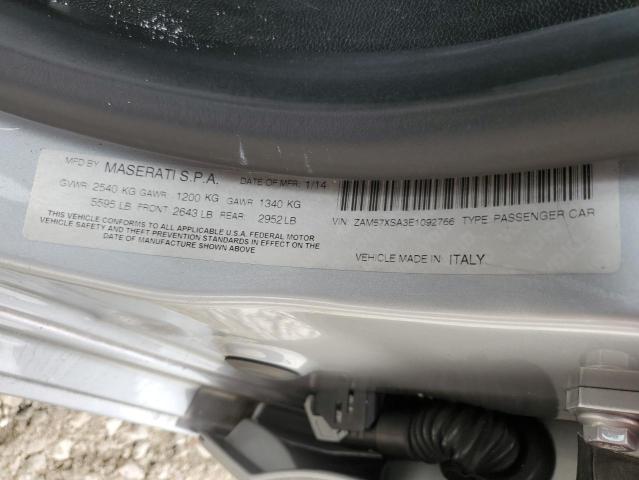 MFD BY MASERATI S.P.A. DATE OF MFR: 1/14
GVWR: 2540 KG GAWR: 1200 KG GAWR: 1340 KG
5595 LB. FRONT: 2643 LB REAR: 2952 LB
THIS VEHICLE CONFORMS TO ALL APPLICABLE U.S.A. FEDERAL MOTOR
VEHICLE SAFETY AND THEFT PREVENTION STANDARDS IN EFFECT ON THE
DATE OF MANUFACTURE SHOWN ABOVE
VIN: ZAM57XSA3E1092766 TYPE: PASSENGER CAR
VEHICLE MADE IN: ITALY